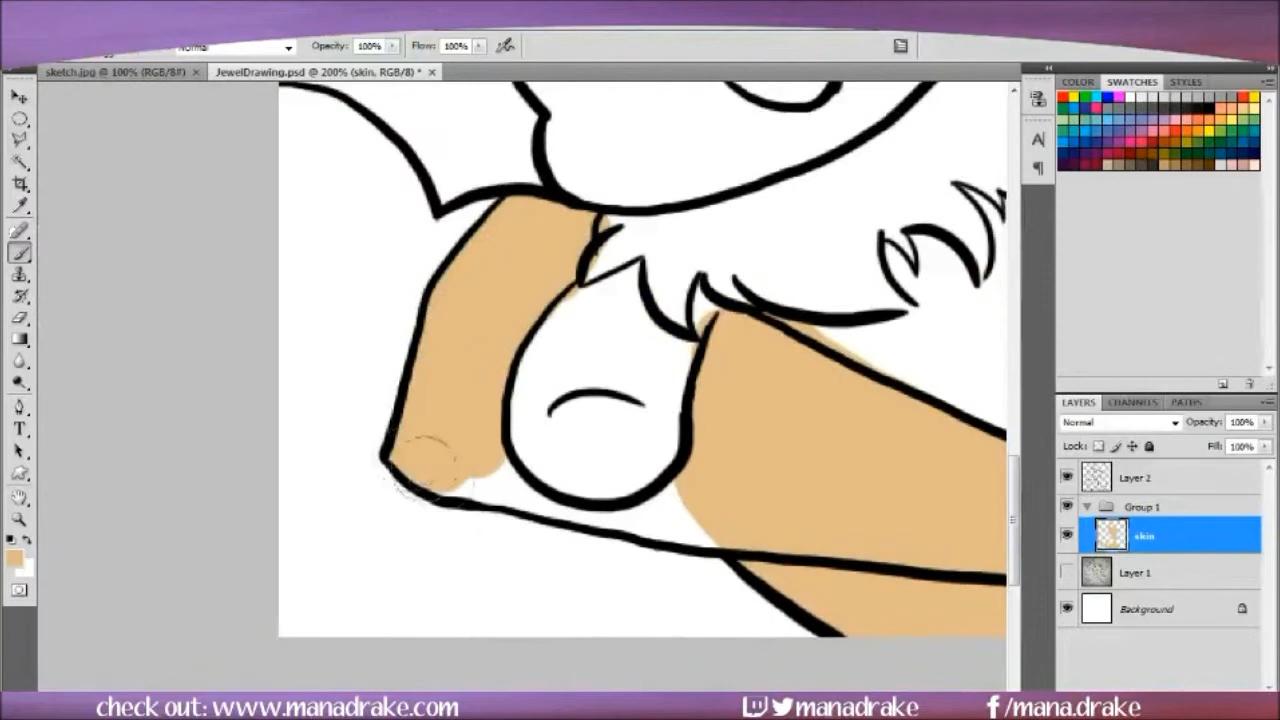 Normal Opacity: 100% Flow: 100%
sketch.jpg @ 100% (RGB/8#) × JewelDrawing.psd @ 200% (skin, RGB/8) * ×
COLOR SWATCHES STYLES
A
¶
T
LAYERS CHANNELS PATHS
Normal Opacity: 100%
Lock: Fill: 100%
Layer 2
Group 1
skin
Layer 1
Background
check out: www.manadrake.com manadrake f/mana.drake